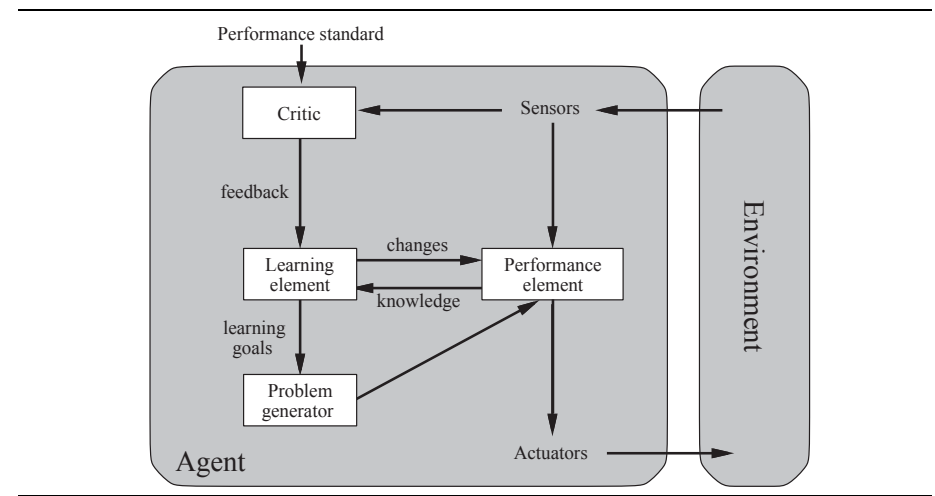 Performance standard
Critic
Sensors
feedback
changes
Learning
element
Performance
element
knowledge
learning
goals
Problem
generator
Actuators
Agent
Environment